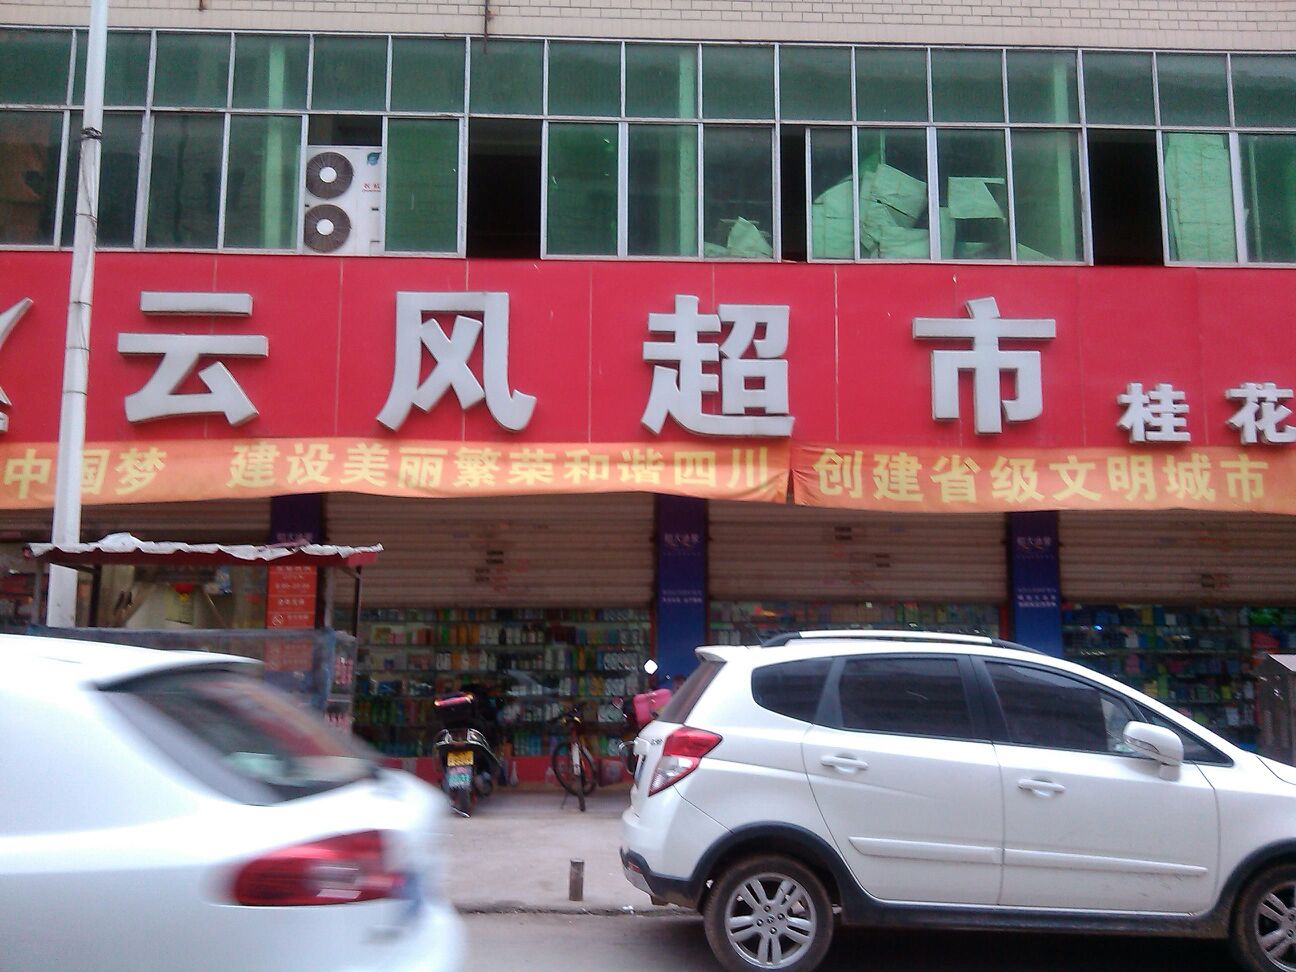 云风超市
桂花
中国梦 建设美丽繁荣和谐四川
创建省级文明城市